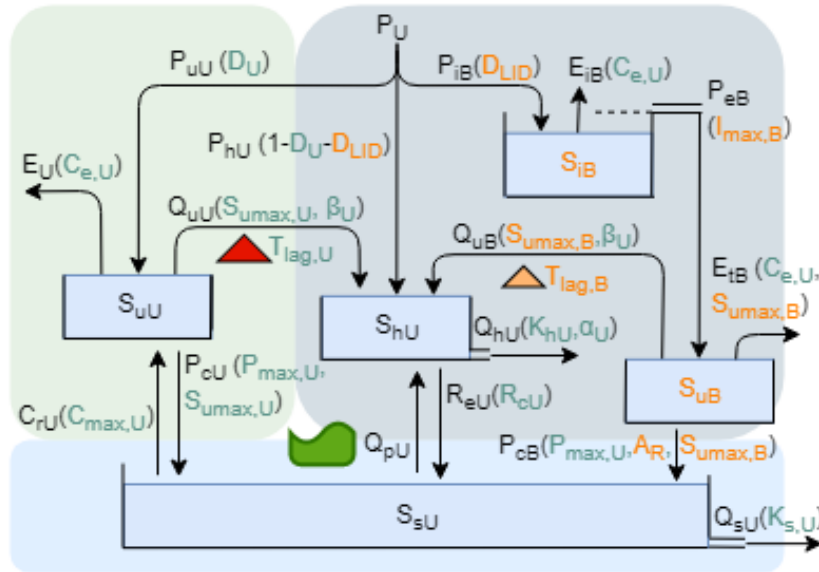 P_U
P_uU (D_U)
P_iB(D_LID)
E_iB(C_e,U)
P_eB
(I_max,B)
P_hU (1-D_U-D_LID)
S_iB
E_U(C_e,U)
Q_uU(S_umax,U, β_U)
T_lag,U
Q_uB(S_umax,B,β_U)
T_lag,B
E_tB (C_e,U,
S_umax,B)
S_uU
S_hU
Q_hU(K_hU,α_U)
S_uB
P_cU (P_max,U,
S_umax,U)
C_rU(C_max,U)
R_eU(R_cU)
Q_pU
P_cB(P_max,U,A_R, S_umax,B)
S_sU
Q_sU(K_s,U)